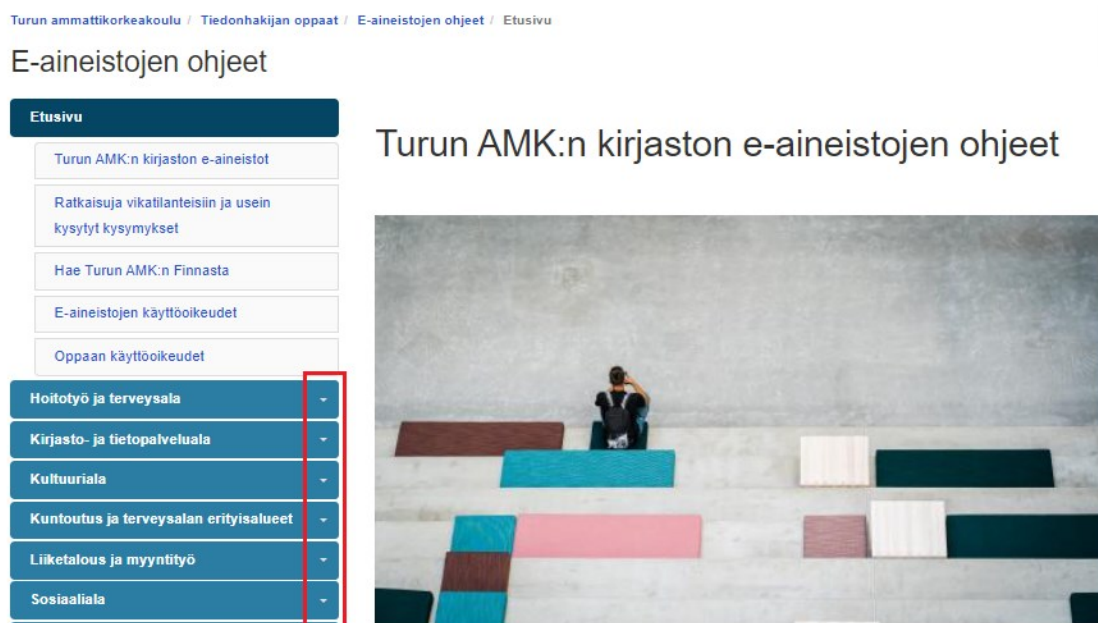 Turun ammattikorkeakoulu / Tiedonhakijan oppaat / E-aineistojen ohjeet / Etusivu
E-aineistojen ohjeet
Etusivu
Turun AMK:n kirjaston e-aineistot
Ratkaisuja vikatilanteisiin ja usein
kysytyt kysymykset
Hae Turun AMK:n Finnasta
E-aineistojen käyttöoikeudet
Oppaan käyttöoikeudet
Hoitotyö ja terveysala
Kirjasto- ja tietopalveluala
Kulttuuriala
Kuntoutus ja terveysalan erityisalueet
Liiketalous ja myyntityö
Sosiaaliala
Turun AMK:n kirjaston e-aineistojen ohjeet